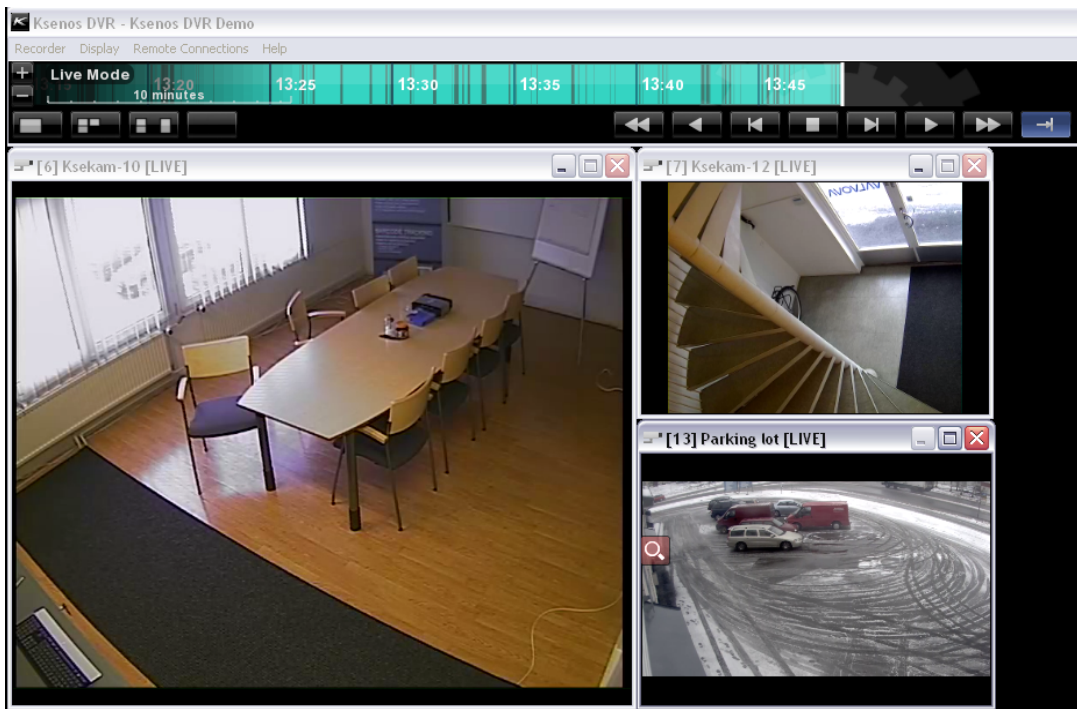 Ksenos DVR - Ksenos DVR Demo
Recorder Display Remote Connections Help
Live Mode
13:15 13:20 13:25 13:30 13:35 13:40 13:45
10 minutes
[6] Ksekam-10 [LIVE]
[7] Ksekam-12 [LIVE]
[13] Parking lot [LIVE]